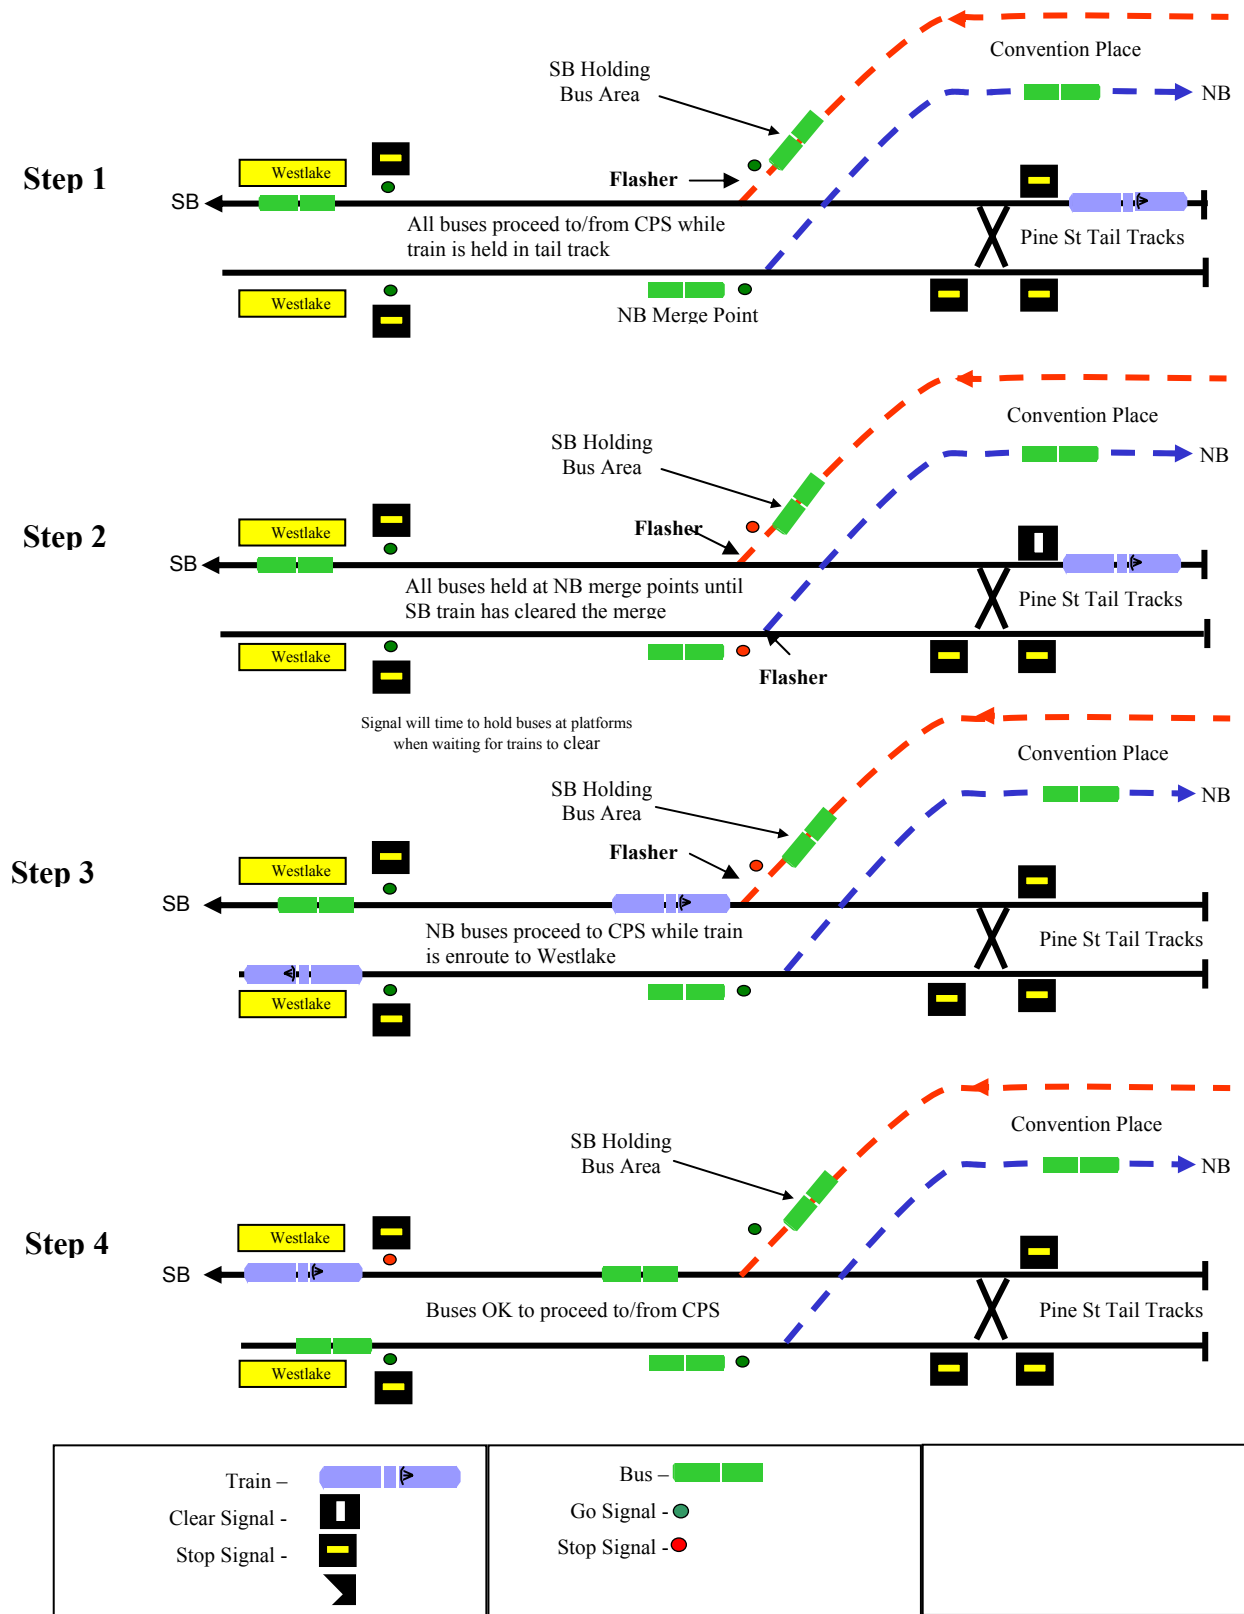 Convention Place
SB Holding
Bus Area
NB
Step 1
Westlake
Flasher
SB
All buses proceed to/from CPS while
train is held in tail track
Pine St Tail Tracks
Westlake
NB Merge Point
Convention Place
SB Holding
Bus Area
NB
Step 2
Westlake
Flasher
SB
All buses held at NB merge points until
SB train has cleared the merge
Pine St Tail Tracks
Westlake
Flasher
Signal will time to hold buses at platforms
when waiting for trains to clear
Convention Place
SB Holding
Bus Area
NB
Step 3
Westlake
Flasher
SB
NB buses proceed to CPS while train
is enroute to Westlake
Pine St Tail Tracks
Westlake
Convention Place
SB Holding
Bus Area
NB
Step 4
Westlake
SB
Buses OK to proceed to/from CPS
Pine St Tail Tracks
Westlake
Train –
Clear Signal -
Stop Signal -
Bus –
Go Signal -
Stop Signal -